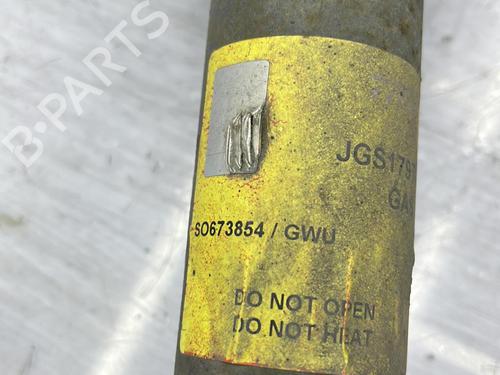 B-PARTS
JGS179
GA
SO673854 / GWU
DO NOT OPEN
DO NOT HEAT